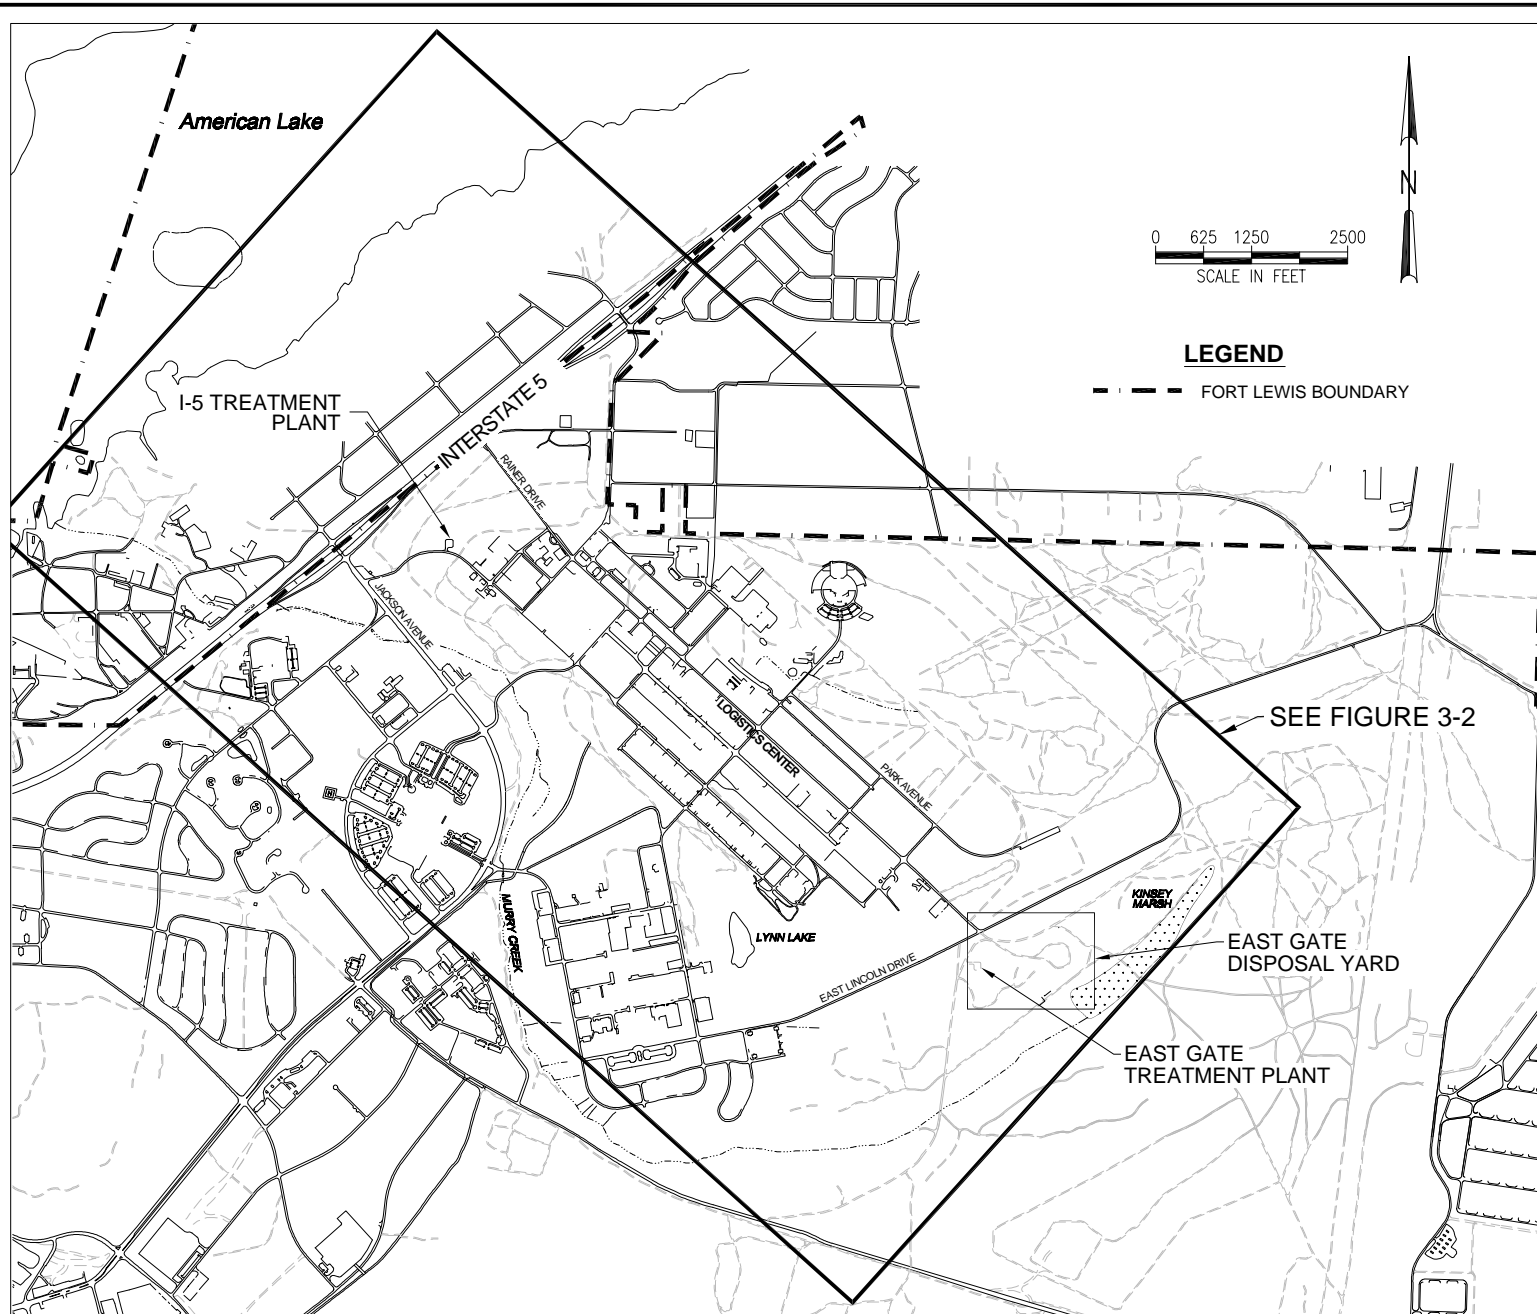 American Lake
N
0 625 1250 2500
SCALE IN FEET
LEGEND
FORT LEWIS BOUNDARY
I-5 TREATMENT
PLANT
INTERSTATE 5
RAINER DRIVE
JACKSON AVENUE
LOGISTICS CENTER
SEE FIGURE 3-2
PARK AVENUE
KINSEY
MARSH
MURRY CREEK
LYNN LAKE
EAST LINCOLN DRIVE
EAST GATE
DISPOSAL YARD
EAST GATE
TREATMENT PLANT